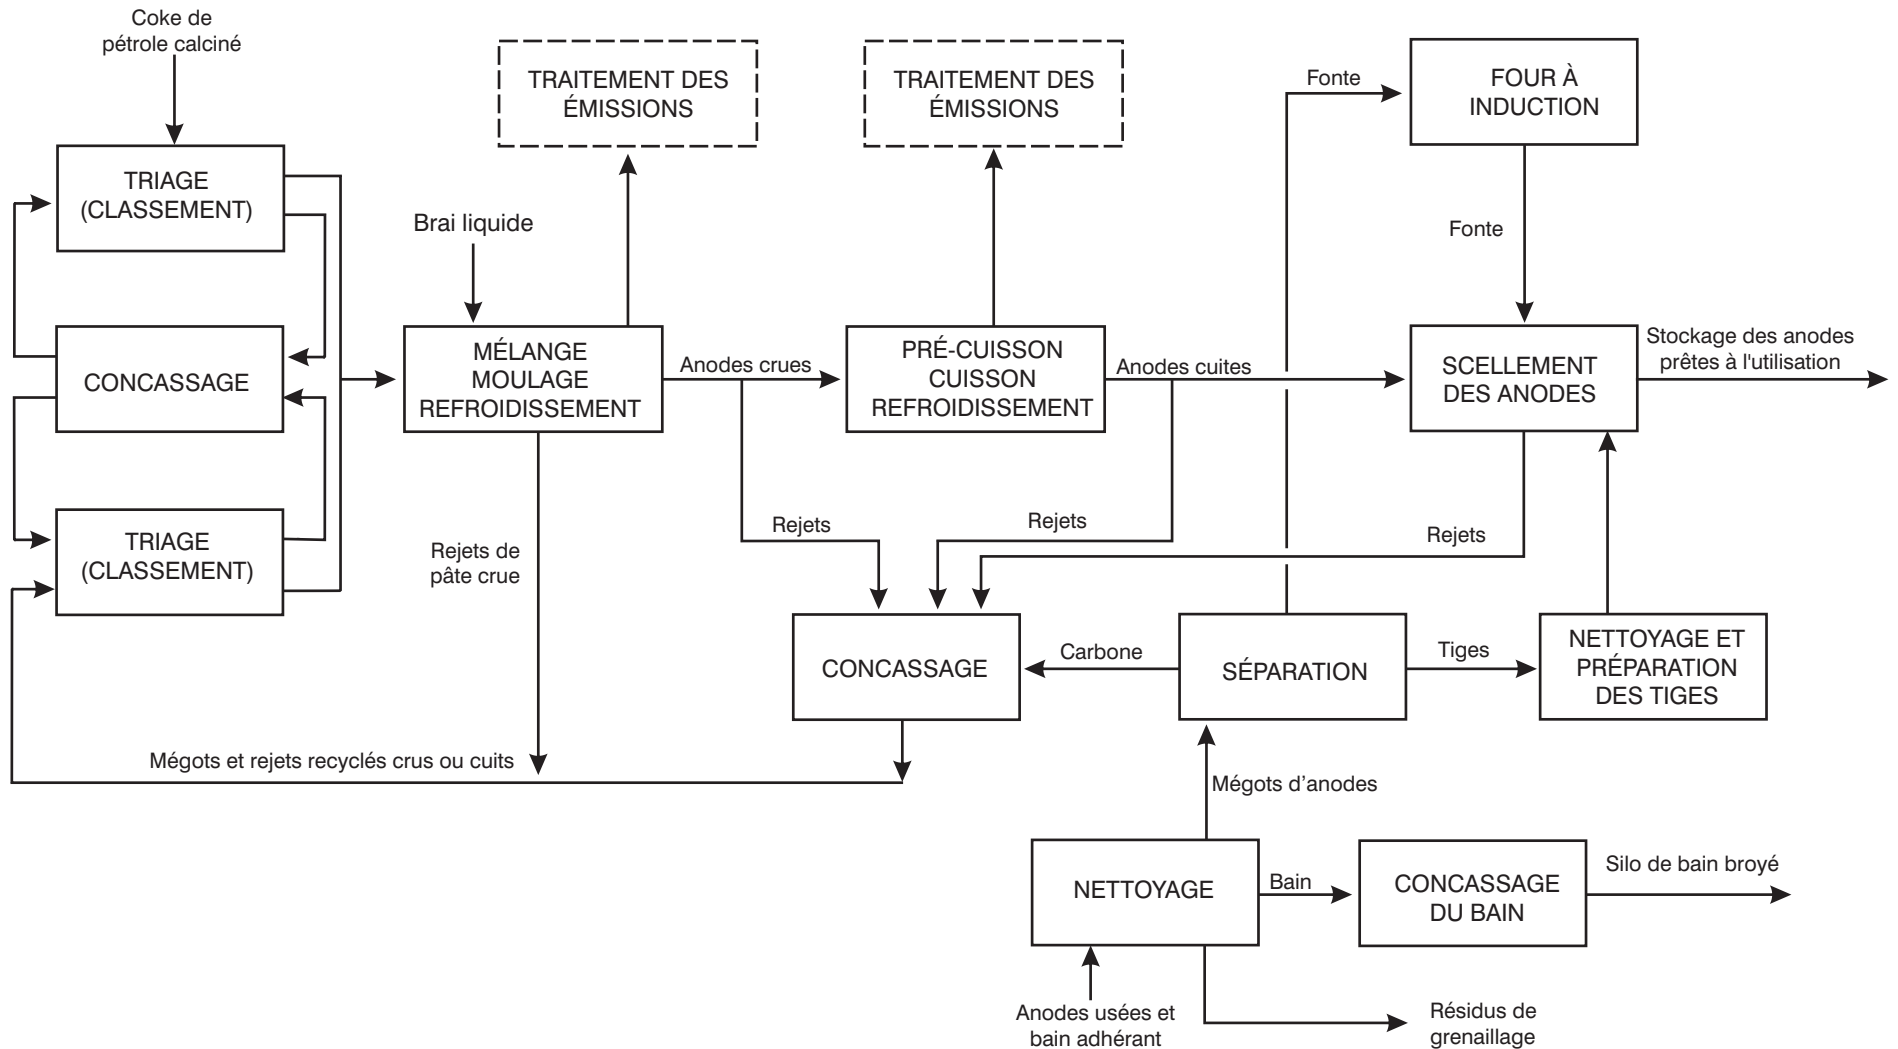 Coke de
pétrole calciné
TRAITEMENT DES
ÉMISSIONS
TRAITEMENT DES
ÉMISSIONS
Fonte
FOUR À
INDUCTION
TRIAGE
(CLASSEMENT)
Brai liquide
Fonte
CONCASSAGE
MÉLANGE
MOULAGE
REFROIDISSEMENT
Anodes crues
PRÉ-CUISSON
CUISSON
REFROIDISSEMENT
Anodes cuites
SCELLEMENT
DES ANODES
Stockage des anodes
prêtes à l'utilisation
TRIAGE
(CLASSEMENT)
Rejets de
pâte crue
Rejets
Rejets
Rejets
CONCASSAGE
Carbone
SÉPARATION
Tiges
NETTOYAGE ET
PRÉPARATION
DES TIGES
Mégots et rejets recyclés crus ou cuits
Mégots d’anodes
NETTOYAGE
Bain
CONCASSAGE
DU BAIN
Silo de bain broyé
Anodes usées et
bain adhérant
Résidus de
grenaillage